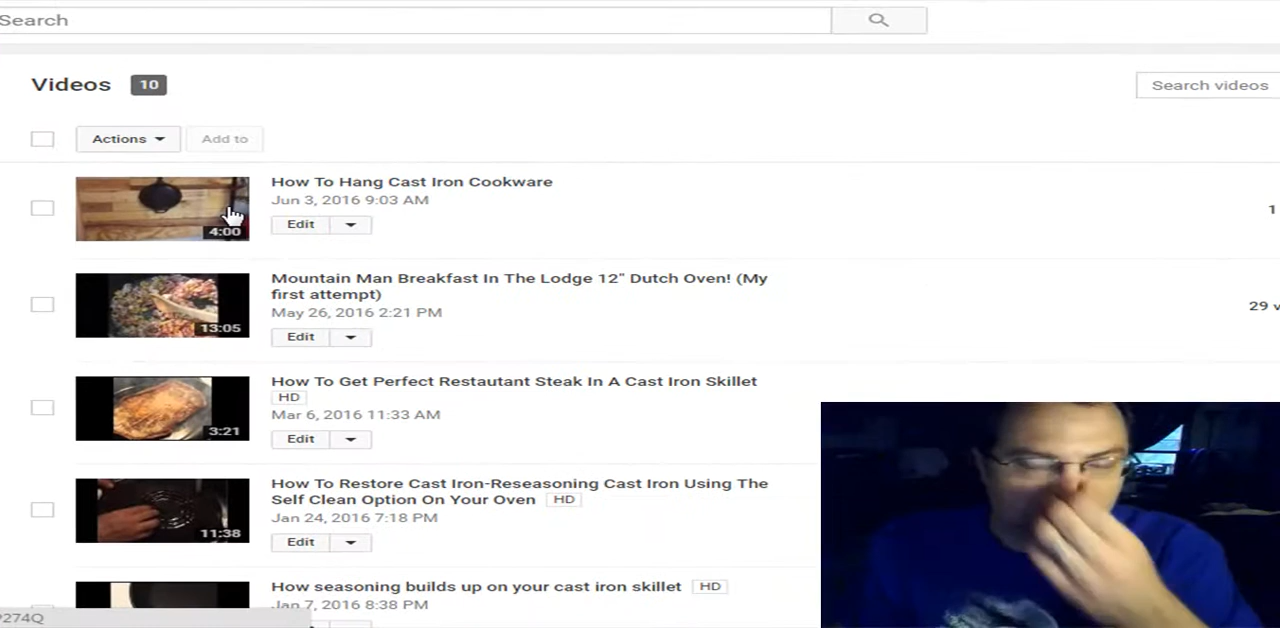 Search
Videos 10
Search videos
Actions Add to
How To Hang Cast Iron Cookware
Jun 3, 2016 9:03 AM
4:00
Edit
1
Mountain Man Breakfast In The Lodge 12" Dutch Oven! (My
first attempt)
May 26, 2016 2:21 PM
29 v
13:05
Edit
How To Get Perfect Restautant Steak In A Cast Iron Skillet
HD
Mar 6, 2016 11:33 AM
3:21
Edit
How To Restore Cast Iron-Reseasoning Cast Iron Using The
Self Clean Option On Your Oven HD
Jan 24, 2016 7:18 PM
11:38
Edit
How seasoning builds up on your cast iron skillet HD
Jan 7, 2016 8:38 PM
274Q